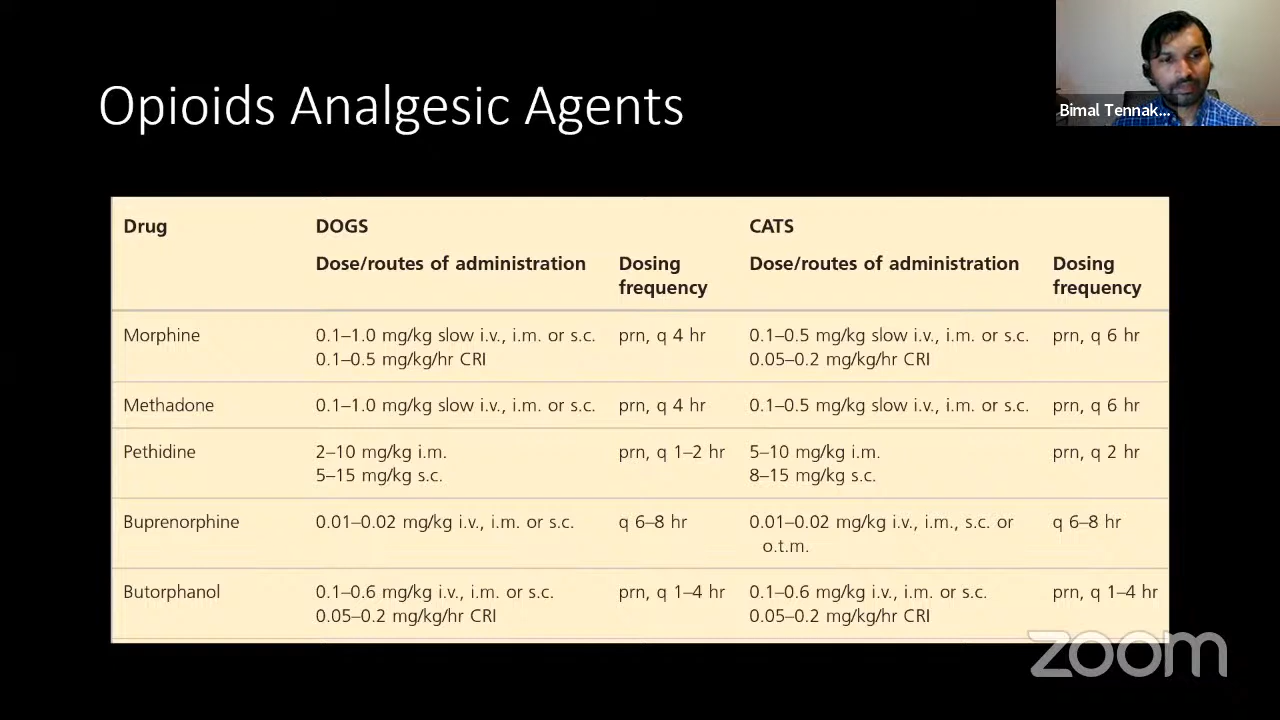 Opioids Analgesic Agents
Bimal Tennak...
Drug DOGS CATS
Dose/routes of administration Dosing frequency Dose/routes of administration Dosing frequency
Morphine 0.1–1.0 mg/kg slow i.v., i.m. or s.c. prn, q 4 hr 0.1–0.5 mg/kg slow i.v., i.m. or s.c. prn, q 6 hr
0.1–0.5 mg/kg/hr CRI 0.05–0.2 mg/kg/hr CRI
Methadone 0.1–1.0 mg/kg slow i.v., i.m. or s.c. prn, q 4 hr 0.1–0.5 mg/kg slow i.v., i.m. or s.c. prn, q 6 hr
Pethidine 2–10 mg/kg i.m. prn, q 1–2 hr 5–10 mg/kg i.m. prn, q 2 hr
5–15 mg/kg s.c. 8–15 mg/kg s.c.
Buprenorphine 0.01–0.02 mg/kg i.v., i.m. or s.c. q 6–8 hr 0.01–0.02 mg/kg i.v., i.m., s.c. or q 6–8 hr
o.t.m.
Butorphanol 0.1–0.6 mg/kg i.v., i.m. or s.c. prn, q 1–4 hr 0.1–0.6 mg/kg i.v., i.m. or s.c. prn, q 1–4 hr
0.05–0.2 mg/kg/hr CRI 0.05–0.2 mg/kg/hr CRI
zoom